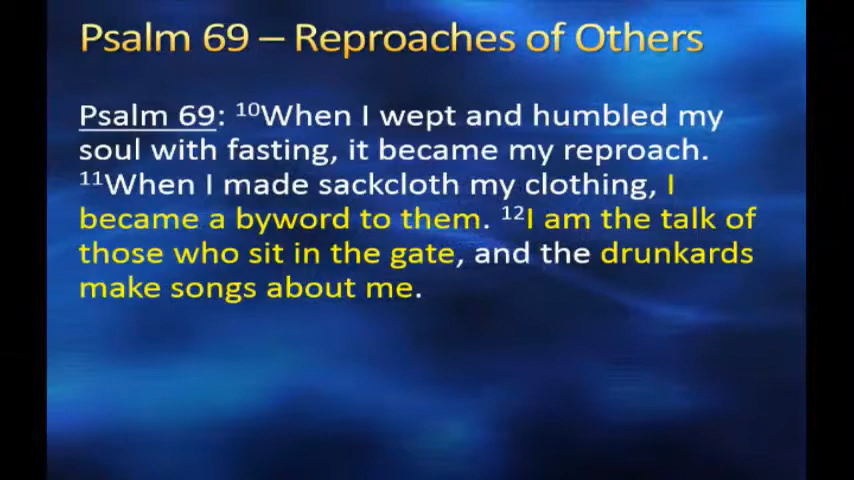 Psalm 69 – Reproaches of Others
Psalm 69: ¹⁰When I wept and humbled my
soul with fasting, it became my reproach.
¹¹When I made sackcloth my clothing, I
became a byword to them. ¹²I am the talk of
those who sit in the gate, and the drunkards
make songs about me.